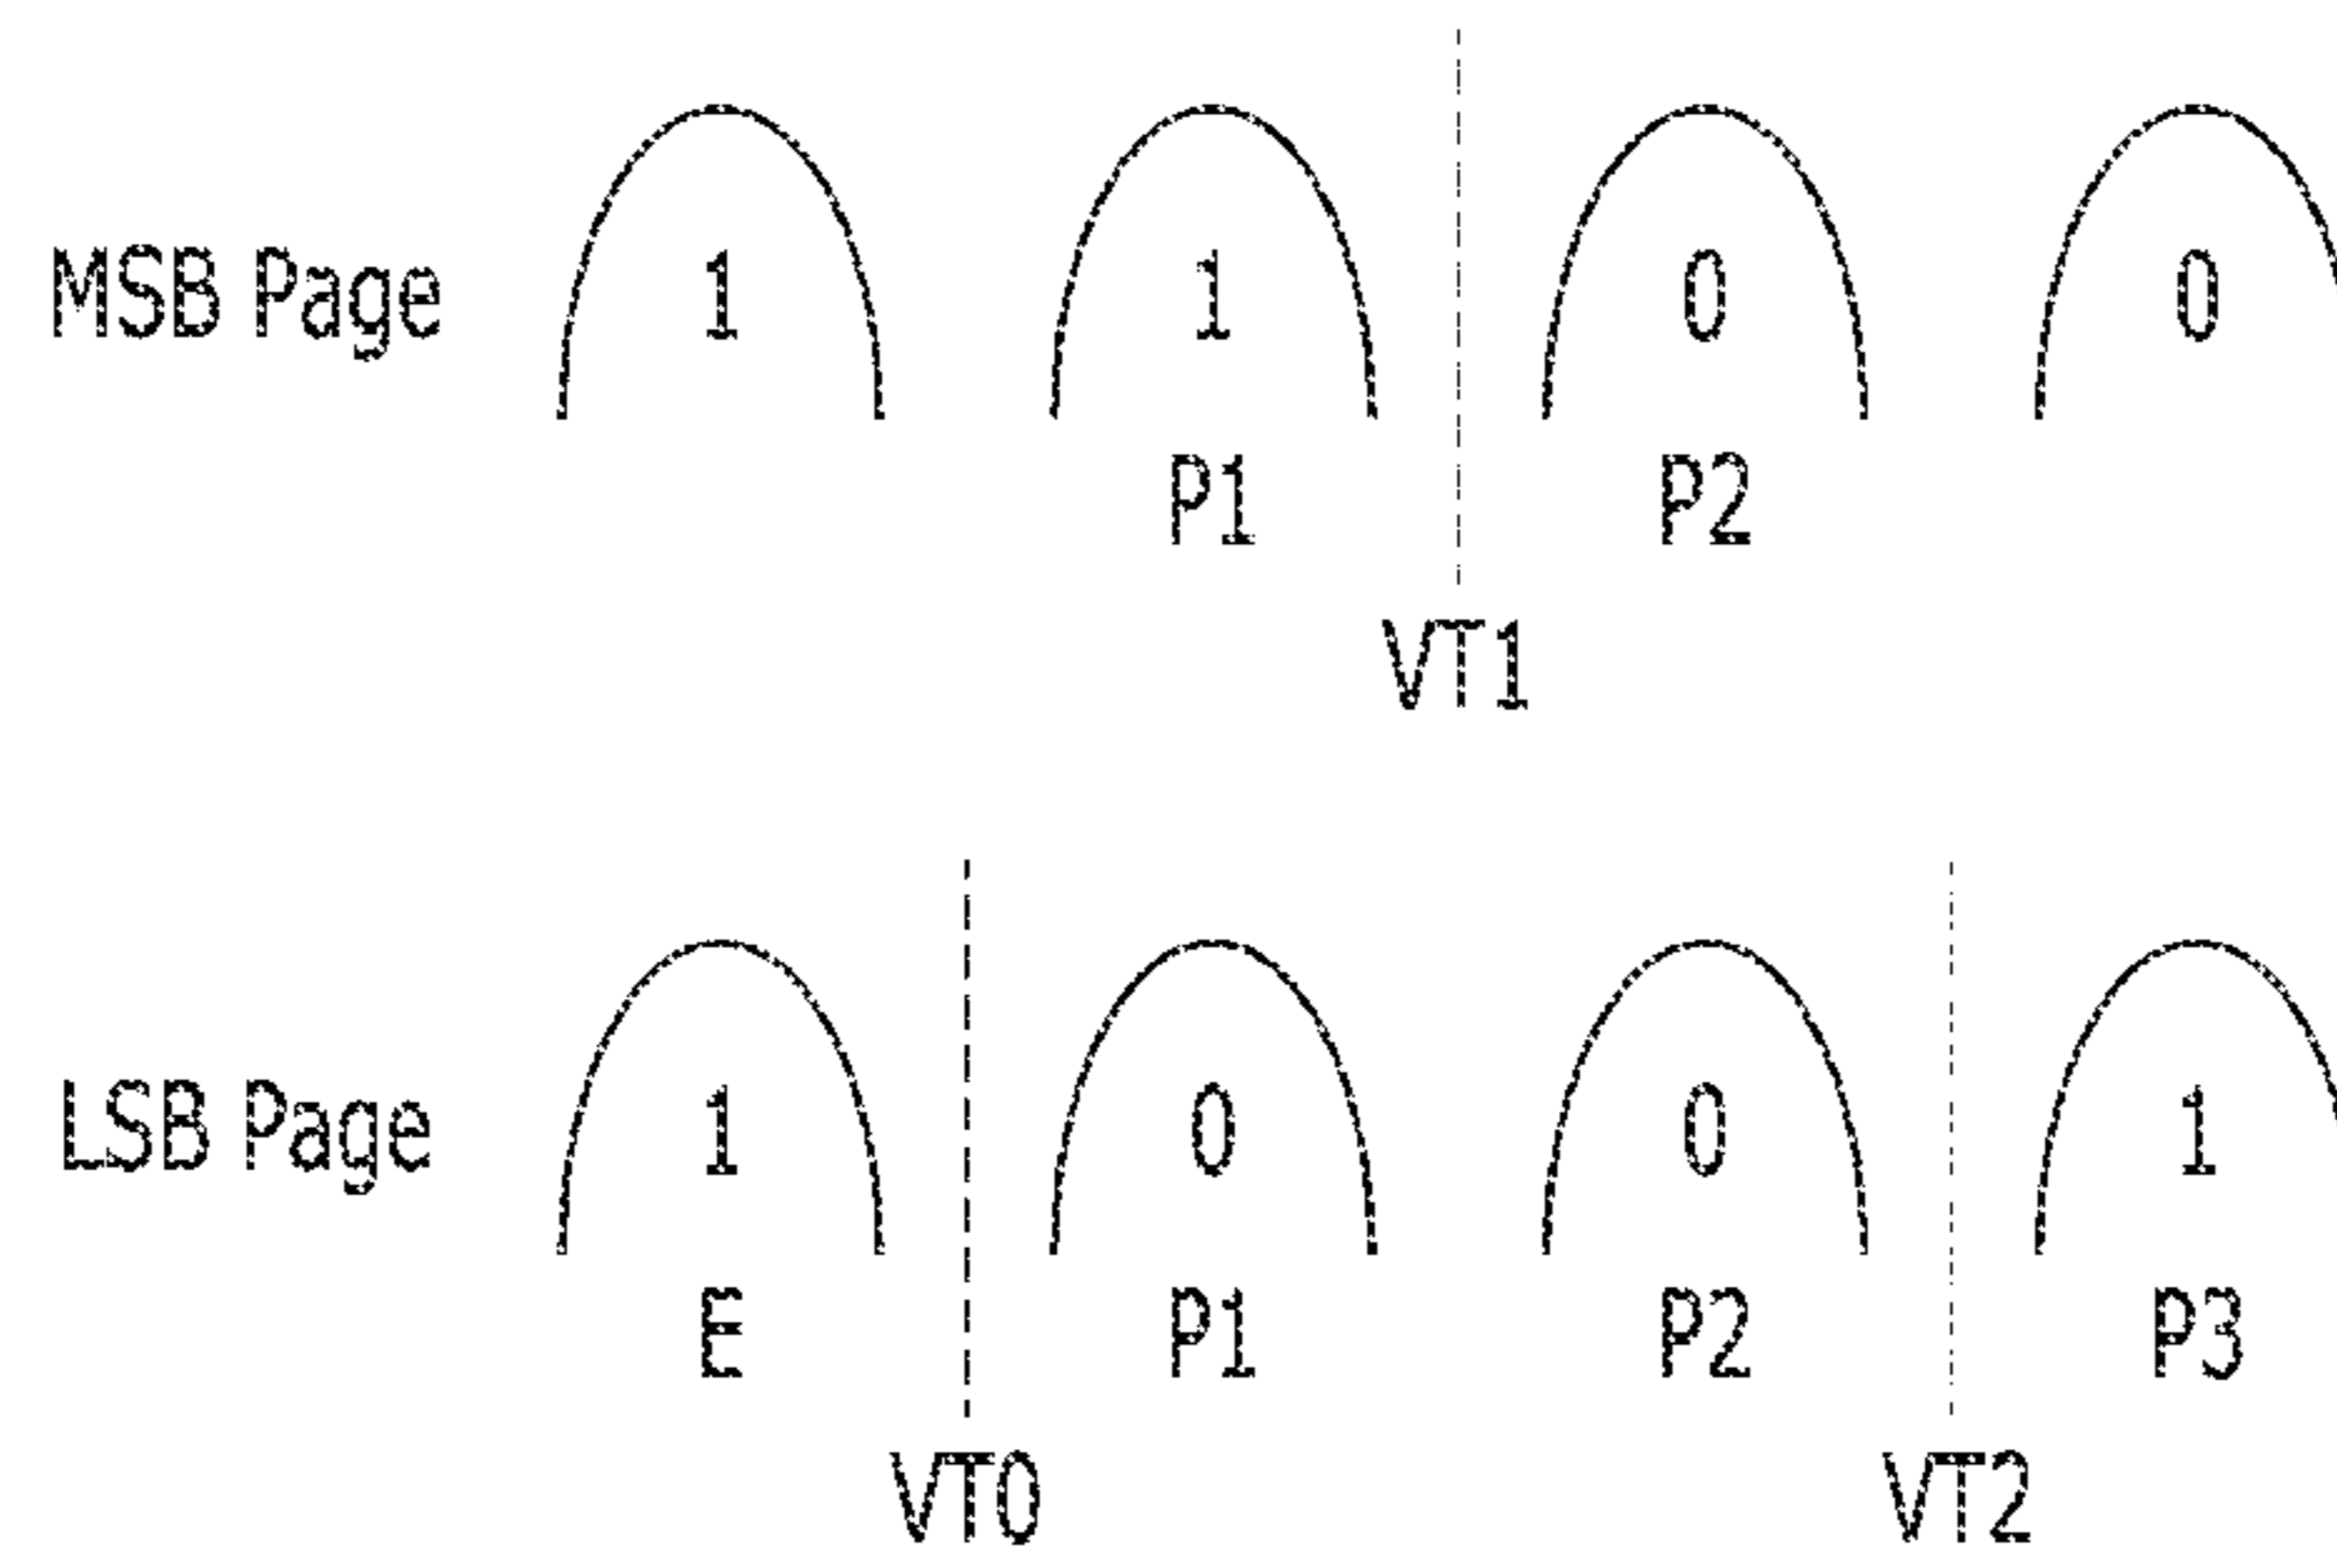 MSB Page 1 1 0 0
P1 P2
VT1
LSB Page 1 0 0 1
E P1 P2 P3
VT0 VT2